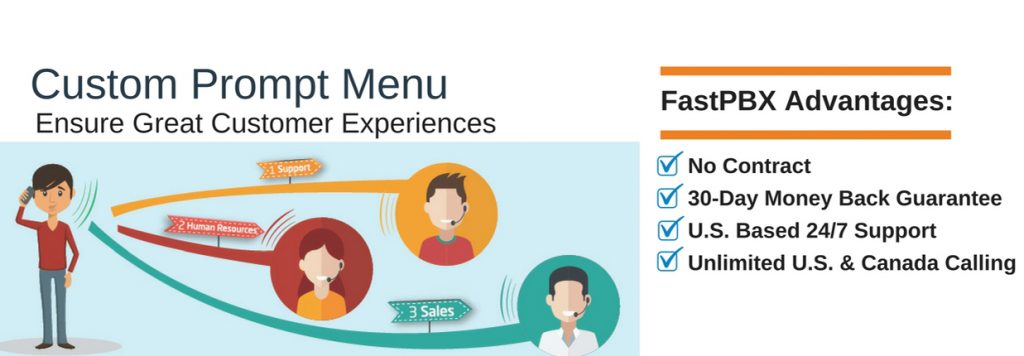 Custom Prompt Menu
Ensure Great Customer Experiences
1 Support
2 Human Resources
3 Sales
FastPBX Advantages:
No Contract
30-Day Money Back Guarantee
U.S. Based 24/7 Support
Unlimited U.S. & Canada Calling